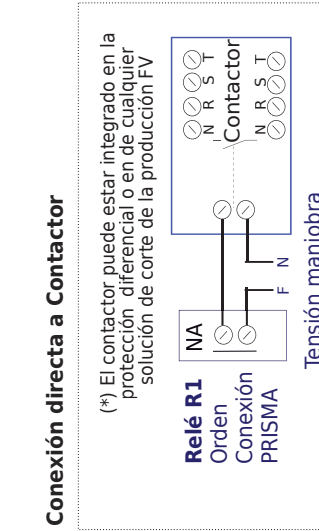 Conexión directa a Contactor
(*) El contactor puede estar integrado en la
protección diferencial o en de cualquier
solución de corte de la producción FV
NA
Relé R1
Orden
Conexión
PRISMA
F N
Tensión maniobra
N R S T
Contactor
N R S T